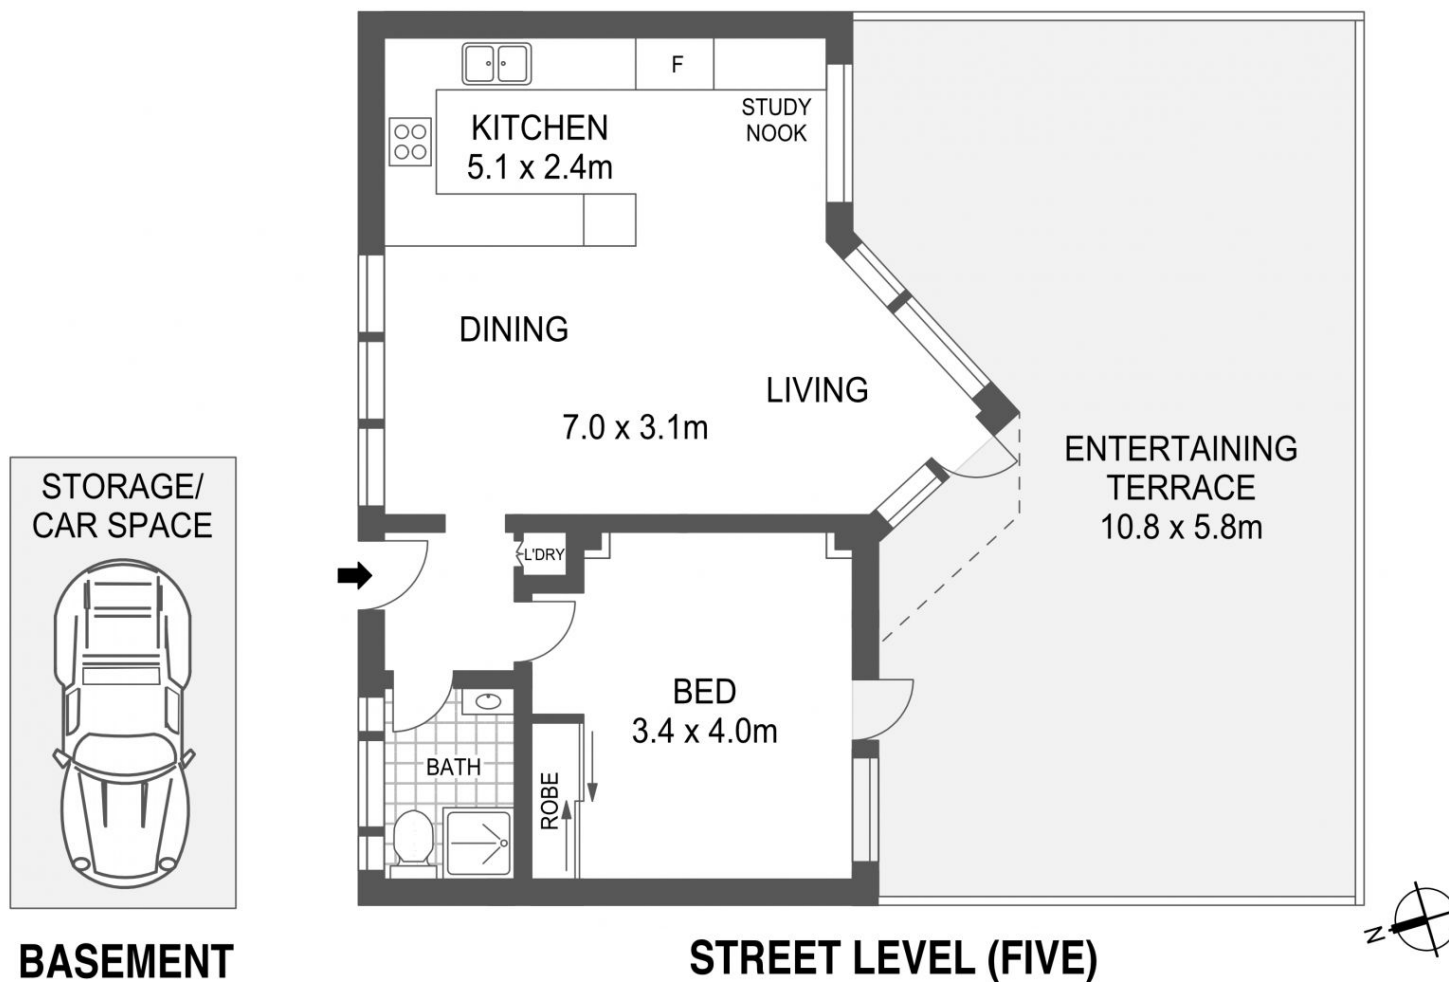 F
STUDY
NOOK
KITCHEN
5.1 x 2.4m
DINING
LIVING
7.0 x 3.1m
ENTERTAINING
TERRACE
10.8 x 5.8m
STORAGE/
CAR SPACE
L'DRY
BED
3.4 x 4.0m
BATH
ROBE
N
BASEMENT
STREET LEVEL (FIVE)